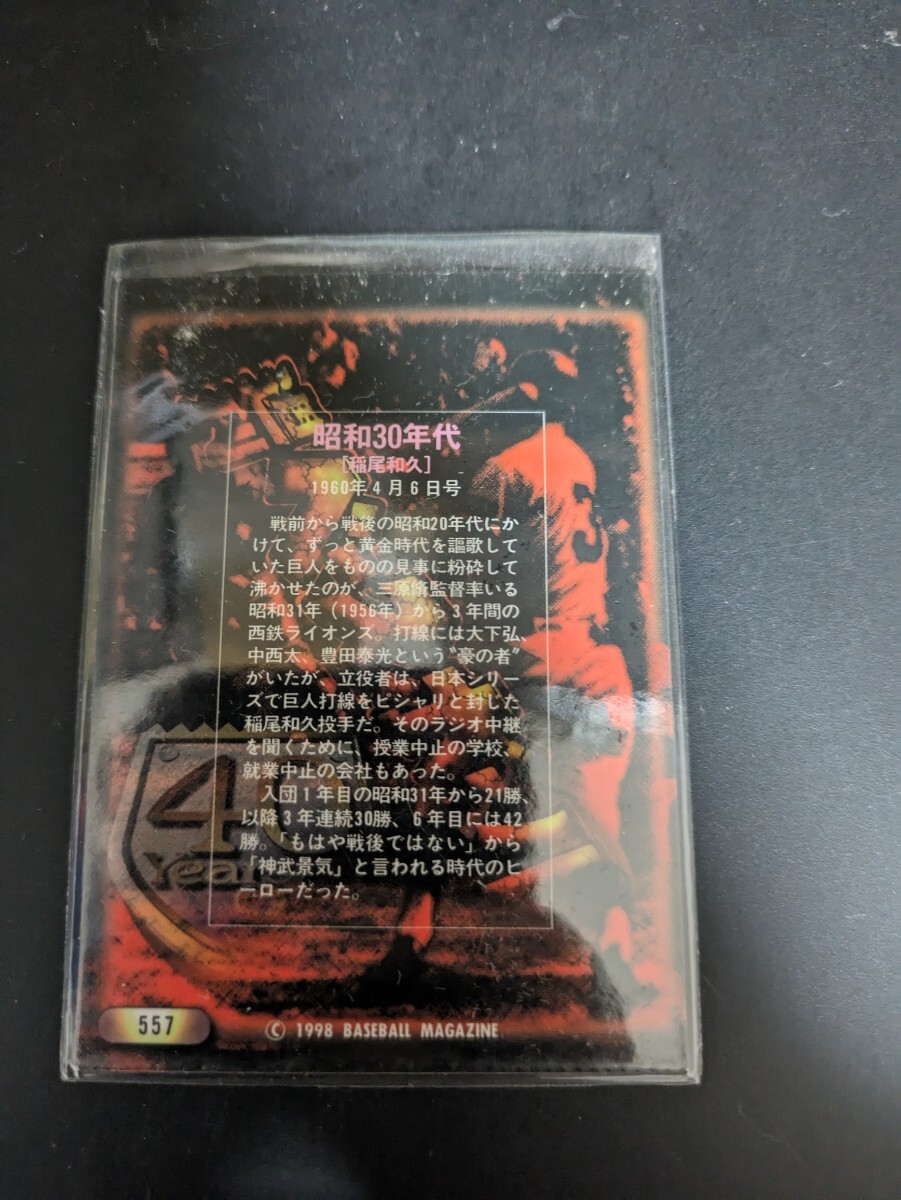 昭和30年代
［稲尾和久］
1960年4月6日号
戦前から戦後の昭和20年代にか
けて、ずっと黄金時代を謳歌して
いた巨人をものの見事に粉砕して
沸かせたのが、三原脩監督率いる
昭和31年（1956年）から3年間の
西鉄ライオンズ。打線には大下弘、
中西太、豊田泰光という〝豪の者〟
がいたが、立役者は、日本シリー
ズで巨人打線をピシャリと封じた
稲尾和久投手だ。そのラジオ中継
を聞くために、授業中止の学校、
就業中止の会社もあった。
入団1年目の昭和31年から21勝、
以降3年連続30勝、6年目には42
勝。「もはや戦後ではない」から
「神武景気」と言われる時代のヒ
ーローだった。
40
Years
557
© 1998 BASEBALL MAGAZINE